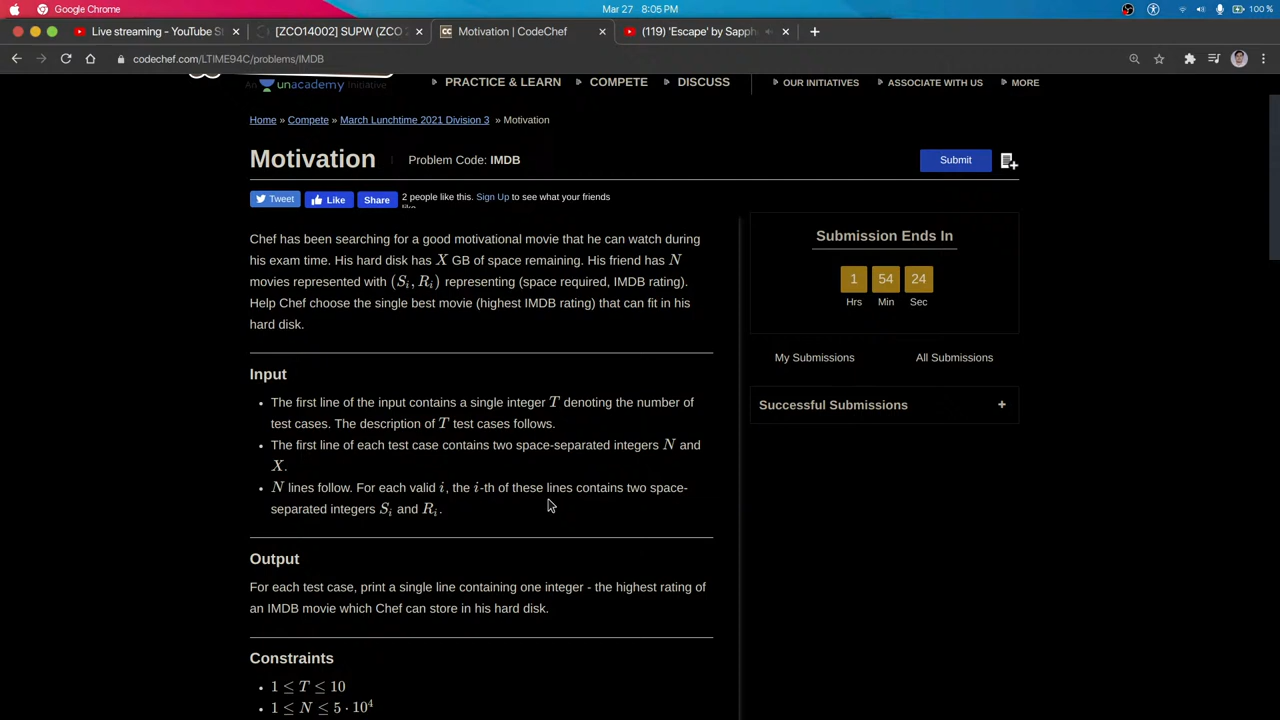 Google Chrome
Mar 27 8:05 PM
100 %
Live streaming - YouTube St
[ZCO14002] SUPW (ZCO 2
Motivation | CodeChef
(119) 'Escape' by Sapph
codechef.com/LTIME94C/problems/IMDB
An unacademy Initiative
PRACTICE & LEARN
COMPETE
DISCUSS
OUR INITIATIVES
ASSOCIATE WITH US
MORE
Home » Compete » March Lunchtime 2021 Division 3 » Motivation
Motivation
Problem Code: IMDB
Submit
Tweet
Like
Share
2 people like this. Sign Up to see what your friends
like.
Chef has been searching for a good motivational movie that he can watch during
his exam time. His hard disk has X GB of space remaining. His friend has N
movies represented with (Sᵢ, Rᵢ) representing (space required, IMDB rating).
Help Chef choose the single best movie (highest IMDB rating) that can fit in his
hard disk.
Submission Ends In
1 54 24
Hrs Min Sec
My Submissions
All Submissions
Successful Submissions +
Input
• The first line of the input contains a single integer T denoting the number of
test cases. The description of T test cases follows.
• The first line of each test case contains two space-separated integers N and
X.
• N lines follow. For each valid i, the i-th of these lines contains two space-
separated integers Sᵢ and Rᵢ.
Output
For each test case, print a single line containing one integer - the highest rating of
an IMDB movie which Chef can store in his hard disk.
Constraints
• 1 ≤ T ≤ 10
• 1 ≤ N ≤ 5 · 10⁴